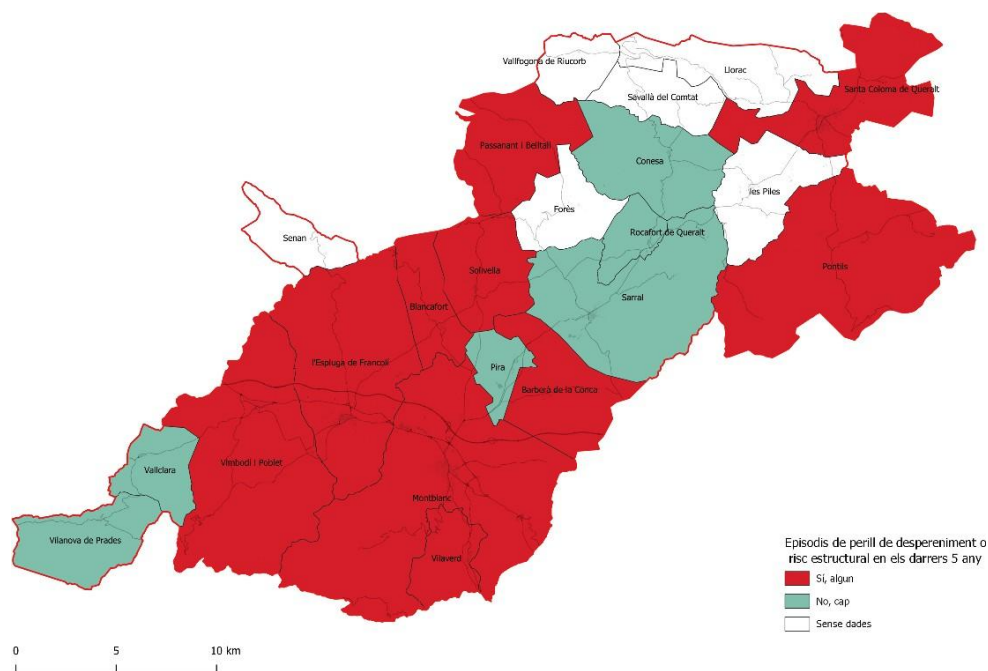 Vallfogona de Riucorb
Llorac
Savallà del Comtat
Santa Coloma de Queralt
Passanant i Belltall
Conesa
les Piles
Forès
Rocafort de Queralt
Senan
Solivella
Pontils
Sarral
Blancafort
l'Espluga de Francolí
Pira
Barberà de la Conca
Vallclara
Vimbodí i Poblet
Montblanc
Vilanova de Prades
Vilaverd
Episodis de perill de despereniment o
risc estructural en els darrers 5 any
Sí, algun
No, cap
Sense dades
0 5 10 km